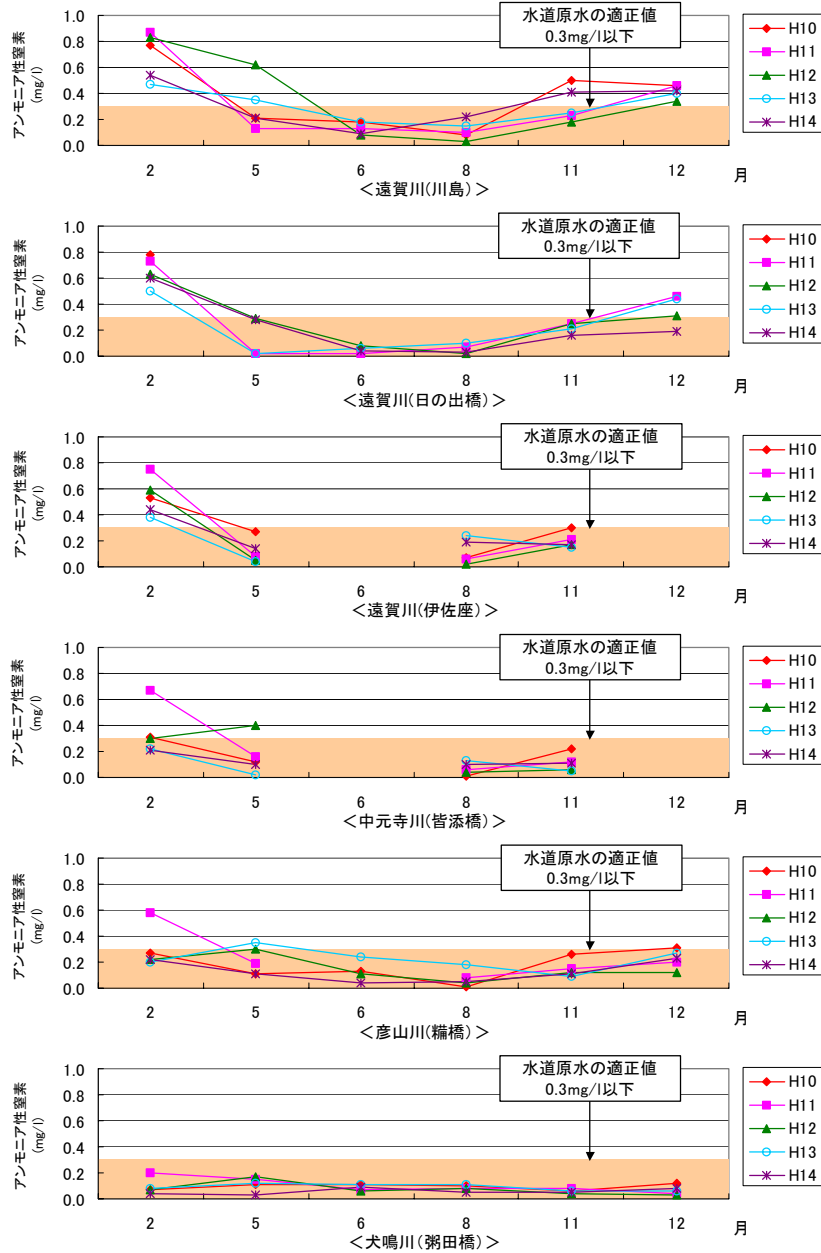 水道原水の適正値
0.3mg/l以下
アンモニア性窒素
(mg/l)
1.0
0.8
0.6
0.4
0.2
0.0
2 5 6 8 11 12 月
＜遠賀川(川島)＞
H10
H11
H12
H13
H14
水道原水の適正値
0.3mg/l以下
アンモニア性窒素
(mg/l)
1.0
0.8
0.6
0.4
0.2
0.0
2 5 6 8 11 12 月
＜遠賀川(日の出橋)＞
H10
H11
H12
H13
H14
水道原水の適正値
0.3mg/l以下
アンモニア性窒素
(mg/l)
1.0
0.8
0.6
0.4
0.2
0.0
2 5 6 8 11 12 月
＜遠賀川(伊佐座)＞
H10
H11
H12
H13
H14
水道原水の適正値
0.3mg/l以下
アンモニア性窒素
(mg/l)
1.0
0.8
0.6
0.4
0.2
0.0
2 5 6 8 11 12 月
＜中元寺川(皆添橋)＞
H10
H11
H12
H13
H14
水道原水の適正値
0.3mg/l以下
アンモニア性窒素
(mg/l)
1.0
0.8
0.6
0.4
0.2
0.0
2 5 6 8 11 12 月
＜彦山川(糒橋)＞
H10
H11
H12
H13
H14
水道原水の適正値
0.3mg/l以下
アンモニア性窒素
(mg/l)
1.0
0.8
0.6
0.4
0.2
0.0
2 5 6 8 11 12 月
＜犬鳴川(粥田橋)＞
H10
H11
H12
H13
H14